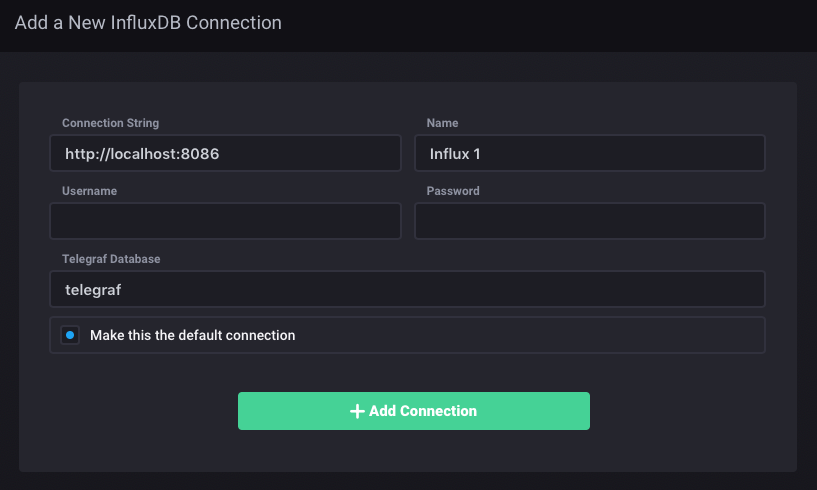 Add a New InfluxDB Connection
Connection String
Name
http://localhost:8086
Influx 1
Username
Password
Telegraf Database
telegraf
Make this the default connection
Add Connection